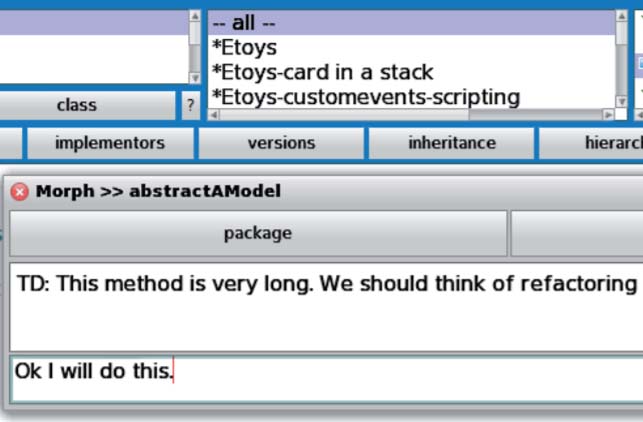 -- all --
*Etoys
*Etoys-card in a stack
*Etoys-customevents-scripting
class
?
implementors
versions
inheritance
hierarch
Morph >> abstractAModel
package
TD: This method is very long. We should think of refactoring
Ok I will do this.